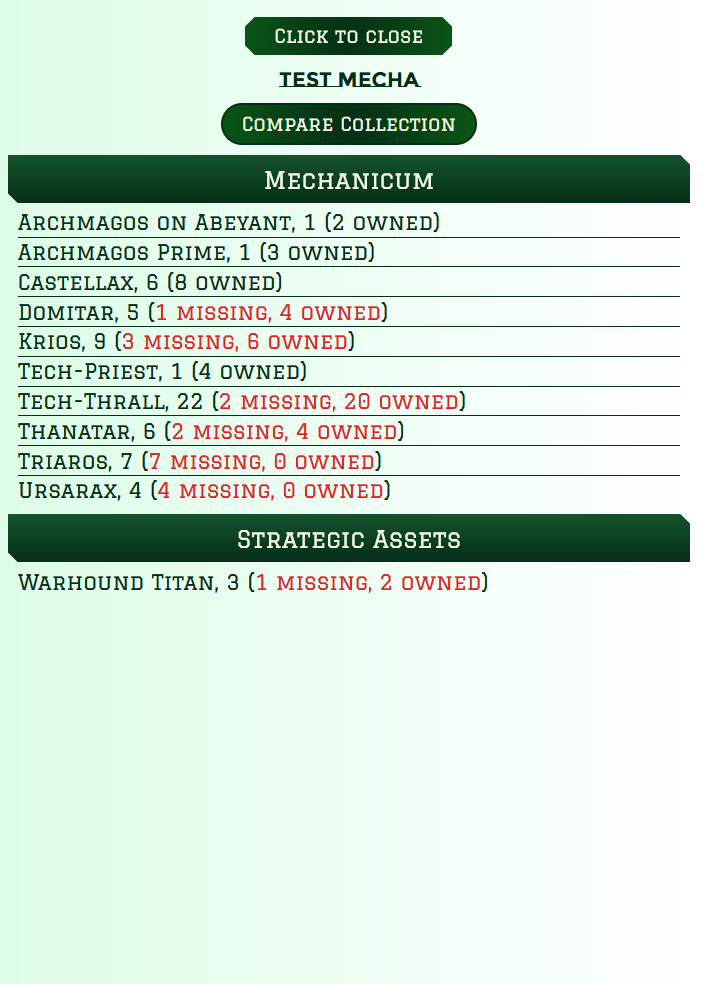 Click to close
TEST MECHA
Compare Collection
Mechanicum
Archmagos on Abeyant, 1 (2 owned)
Archmagos Prime, 1 (3 owned)
Castellax, 6 (8 owned)
Domitar, 5 (1 missing, 4 owned)
Krios, 9 (3 missing, 6 owned)
Tech-Priest, 1 (4 owned)
Tech-Thrall, 22 (2 missing, 20 owned)
Thanatar, 6 (2 missing, 4 owned)
Triaros, 7 (7 missing, 0 owned)
Ursarax, 4 (4 missing, 0 owned)
Strategic Assets
Warhound Titan, 3 (1 missing, 2 owned)